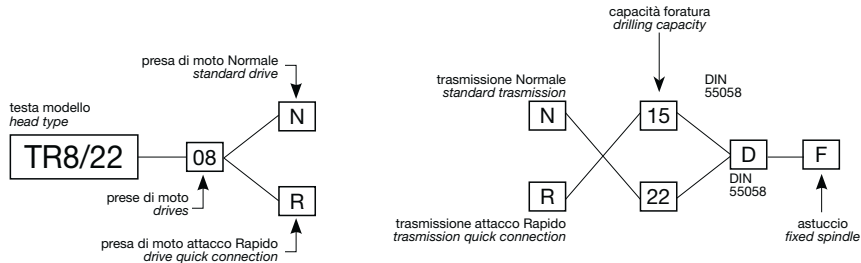 presa di moto Normale
standard drive
testa modello
head type
N
TR8/22
08
prese di moto
drives
R
presa di moto attacco Rapido
drive quick connection
capacità foratura
drilling capacity
trasmissione Normale
standard trasmission
DIN
55058
N
15
D
F
DIN
55058
R
22
trasmissione attacco Rapido
trasmission quick connection
astuccio
fixed spindle